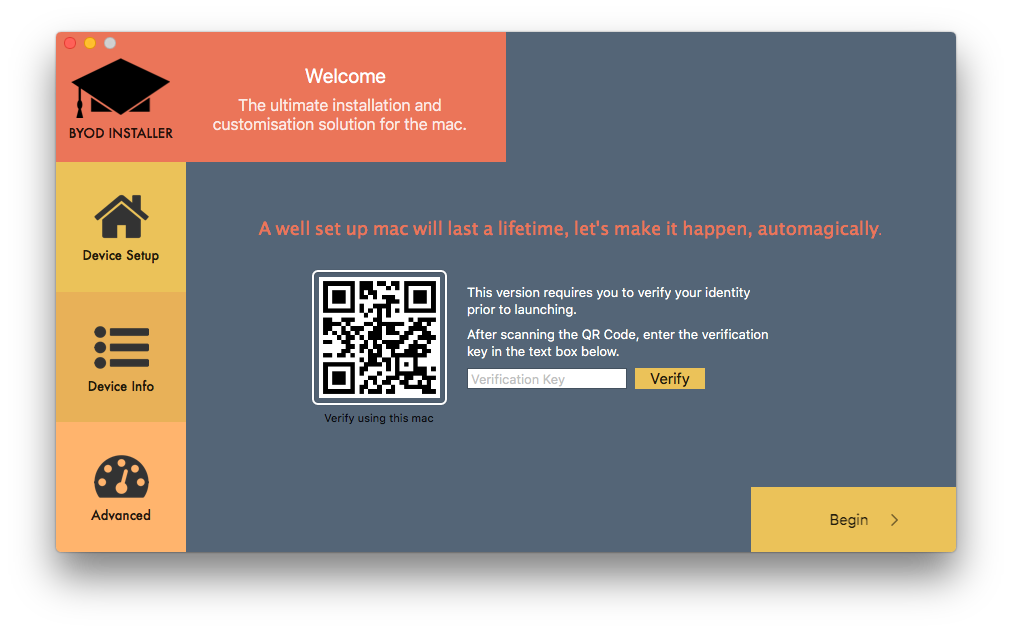 BYOD INSTALLER
Welcome
The ultimate installation and
customisation solution for the mac.
Device Setup
Device Info
Advanced
A well set up mac will last a lifetime, let's make it happen, automagically.
This version requires you to verify your identity
prior to launching.
After scanning the QR Code, enter the verification
key in the text box below.
Verification Key
Verify
Verify using this mac
Begin